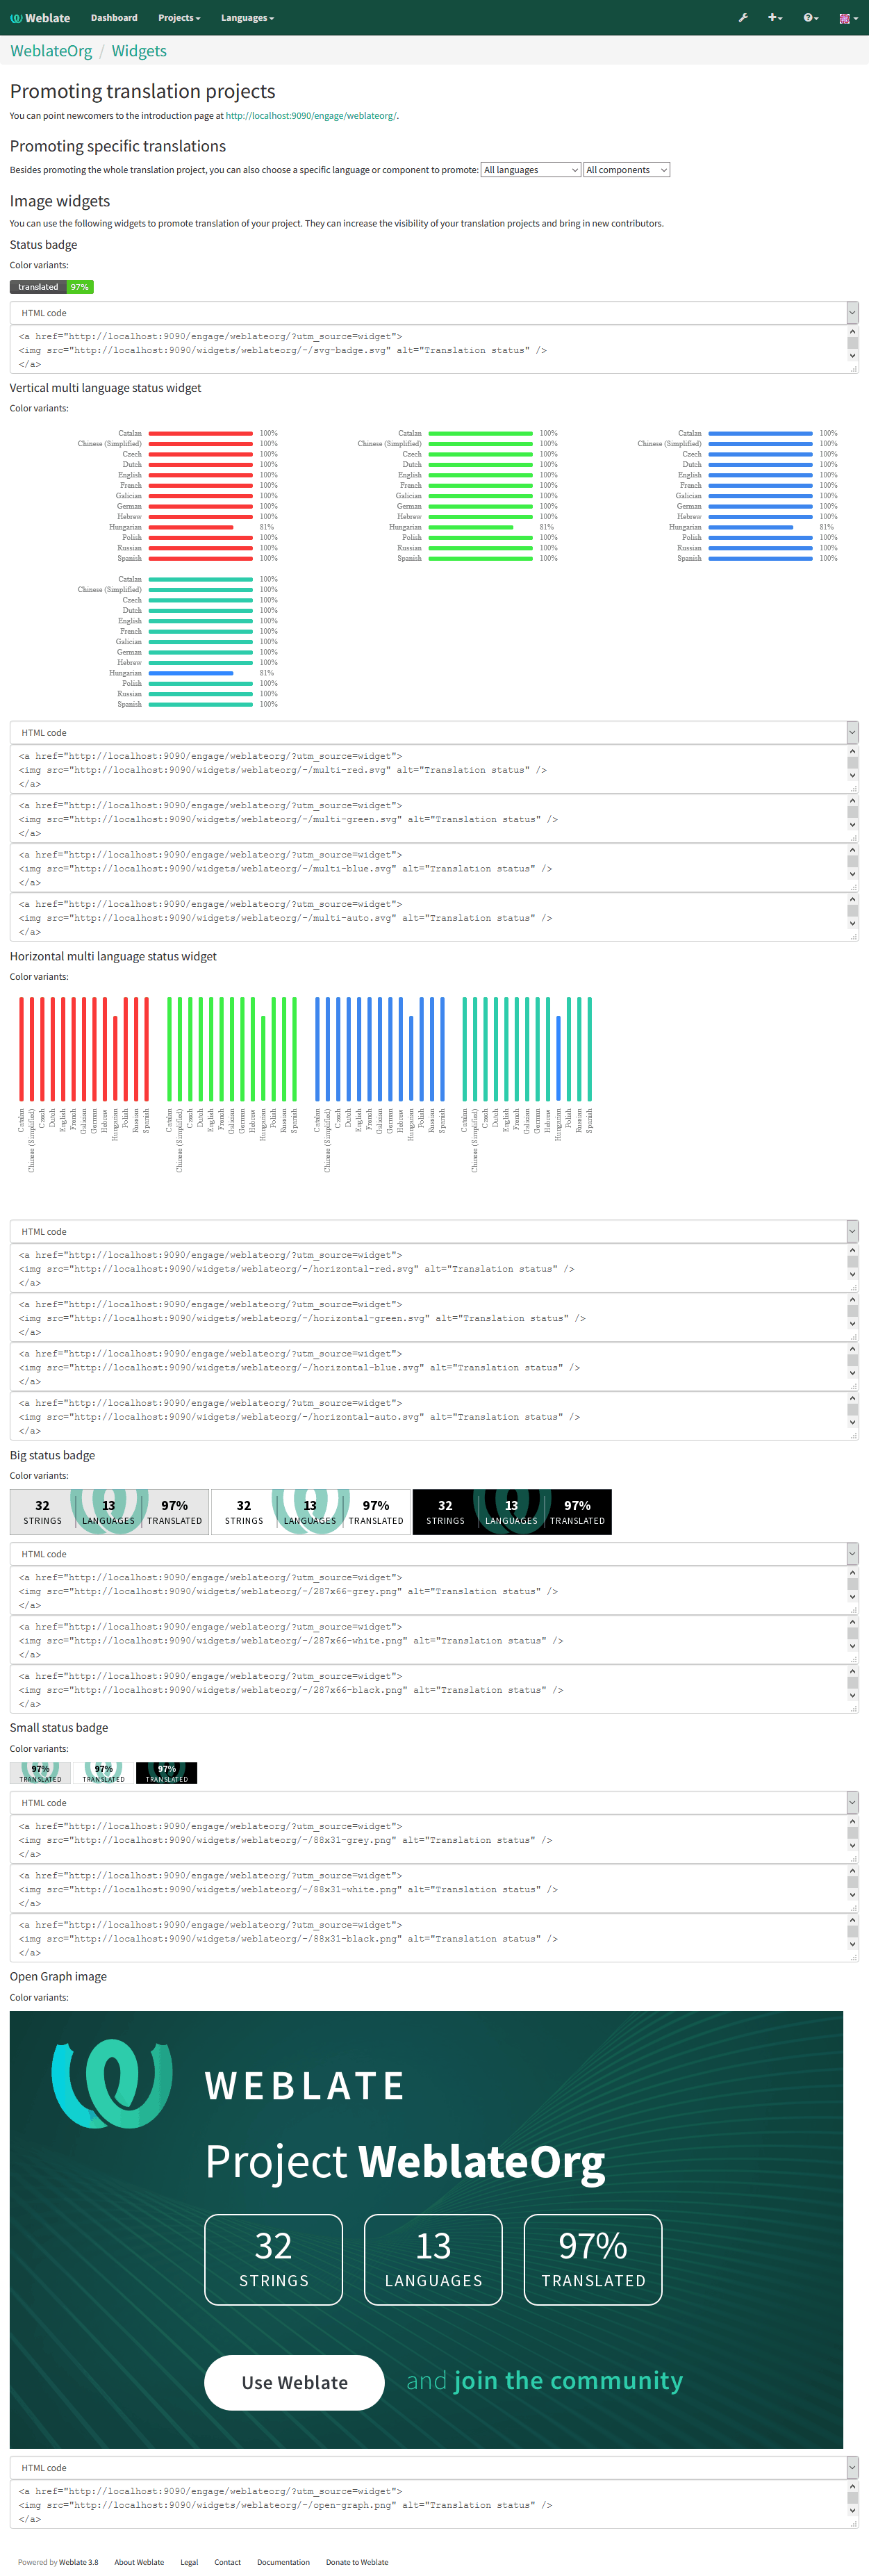 Weblate Dashboard Projects Languages
WeblateOrg / Widgets
Promoting translation projects
You can point newcomers to the introduction page at http://localhost:9090/engage/weblateorg/.
Promoting specific translations
Besides promoting the whole translation project, you can also choose a specific language or component to promote: All languages All components
Image widgets
You can use the following widgets to promote translation of your project. They can increase the visibility of your translation projects and bring in new contributors.
Status badge
Color variants:
translated 97%
HTML code
<a href="http://localhost:9090/engage/weblateorg/?utm_source=widget">
<img src="http://localhost:9090/widgets/weblateorg/-/svg-badge.svg" alt="Translation status" />
</a>
Vertical multi language status widget
Color variants:
Catalan 100% Catalan 100% Catalan 100%
Chinese (Simplified) 100% Chinese (Simplified) 100% Chinese (Simplified) 100%
Czech 100% Czech 100% Czech 100%
Dutch 100% Dutch 100% Dutch 100%
English 100% English 100% English 100%
French 100% French 100% French 100%
Galician 100% Galician 100% Galician 100%
German 100% German 100% German 100%
Hebrew 100% Hebrew 100% Hebrew 100%
Hungarian 81% Hungarian 81% Hungarian 81%
Polish 100% Polish 100% Polish 100%
Russian 100% Russian 100% Russian 100%
Spanish 100% Spanish 100% Spanish 100%
Catalan 100%
Chinese (Simplified) 100%
Czech 100%
Dutch 100%
English 100%
French 100%
Galician 100%
German 100%
Hebrew 100%
Hungarian 81%
Polish 100%
Russian 100%
Spanish 100%
HTML code
<a href="http://localhost:9090/engage/weblateorg/?utm_source=widget">
<img src="http://localhost:9090/widgets/weblateorg/-/multi-red.svg" alt="Translation status" />
</a>
<a href="http://localhost:9090/engage/weblateorg/?utm_source=widget">
<img src="http://localhost:9090/widgets/weblateorg/-/multi-green.svg" alt="Translation status" />
</a>
<a href="http://localhost:9090/engage/weblateorg/?utm_source=widget">
<img src="http://localhost:9090/widgets/weblateorg/-/multi-blue.svg" alt="Translation status" />
</a>
<a href="http://localhost:9090/engage/weblateorg/?utm_source=widget">
<img src="http://localhost:9090/widgets/weblateorg/-/multi-auto.svg" alt="Translation status" />
</a>
Horizontal multi language status widget
Color variants:
Catalan Chinese (Simplified) Czech Dutch English French Galician German Hebrew Hungarian Polish Russian Spanish
Catalan Chinese (Simplified) Czech Dutch English French Galician German Hebrew Hungarian Polish Russian Spanish
Catalan Chinese (Simplified) Czech Dutch English French Galician German Hebrew Hungarian Polish Russian Spanish
Catalan Chinese (Simplified) Czech Dutch English French Galician German Hebrew Hungarian Polish Russian Spanish
HTML code
<a href="http://localhost:9090/engage/weblateorg/?utm_source=widget">
<img src="http://localhost:9090/widgets/weblateorg/-/horizontal-red.svg" alt="Translation status" />
</a>
<a href="http://localhost:9090/engage/weblateorg/?utm_source=widget">
<img src="http://localhost:9090/widgets/weblateorg/-/horizontal-green.svg" alt="Translation status" />
</a>
<a href="http://localhost:9090/engage/weblateorg/?utm_source=widget">
<img src="http://localhost:9090/widgets/weblateorg/-/horizontal-blue.svg" alt="Translation status" />
</a>
<a href="http://localhost:9090/engage/weblateorg/?utm_source=widget">
<img src="http://localhost:9090/widgets/weblateorg/-/horizontal-auto.svg" alt="Translation status" />
</a>
Big status badge
Color variants:
32 13 97% 32 13 97% 32 13 97%
STRINGS LANGUAGES TRANSLATED STRINGS LANGUAGES TRANSLATED STRINGS LANGUAGES TRANSLATED
HTML code
<a href="http://localhost:9090/engage/weblateorg/?utm_source=widget">
<img src="http://localhost:9090/widgets/weblateorg/-/287x66-grey.png" alt="Translation status" />
</a>
<a href="http://localhost:9090/engage/weblateorg/?utm_source=widget">
<img src="http://localhost:9090/widgets/weblateorg/-/287x66-white.png" alt="Translation status" />
</a>
<a href="http://localhost:9090/engage/weblateorg/?utm_source=widget">
<img src="http://localhost:9090/widgets/weblateorg/-/287x66-black.png" alt="Translation status" />
</a>
Small status badge
Color variants:
97% 97% 97%
TRANSLATED TRANSLATED TRANSLATED
HTML code
<a href="http://localhost:9090/engage/weblateorg/?utm_source=widget">
<img src="http://localhost:9090/widgets/weblateorg/-/88x31-grey.png" alt="Translation status" />
</a>
<a href="http://localhost:9090/engage/weblateorg/?utm_source=widget">
<img src="http://localhost:9090/widgets/weblateorg/-/88x31-white.png" alt="Translation status" />
</a>
<a href="http://localhost:9090/engage/weblateorg/?utm_source=widget">
<img src="http://localhost:9090/widgets/weblateorg/-/88x31-black.png" alt="Translation status" />
</a>
Open Graph image
Color variants:
WEBLATE
Project WeblateOrg
32 13 97%
STRINGS LANGUAGES TRANSLATED
Use Weblate and join the community
HTML code
<a href="http://localhost:9090/engage/weblateorg/?utm_source=widget">
<img src="http://localhost:9090/widgets/weblateorg/-/open-graph.png" alt="Translation status" />
</a>
Powered by Weblate 3.8 About Weblate Legal Contact Documentation Donate to Weblate